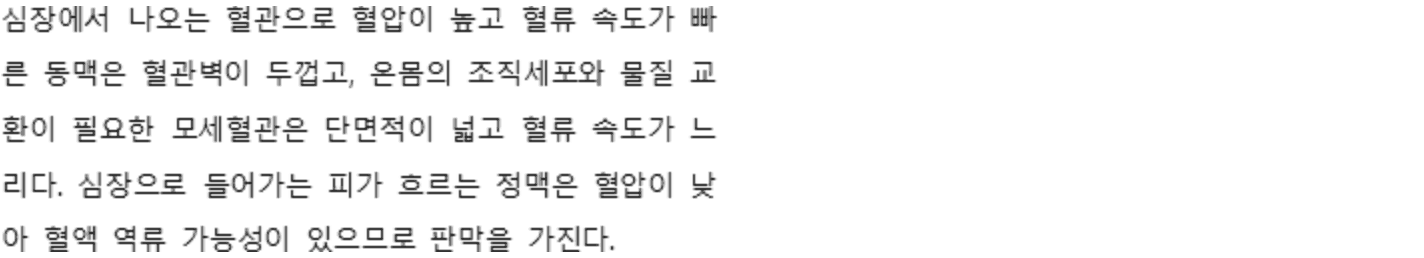 심장에서 나오는 혈관으로 혈압이 높고 혈류 속도가 빠
른 동맥은 혈관벽이 두껍고, 온몸의 조직세포와 물질 교
환이 필요한 모세혈관은 단면적이 넓고 혈류 속도가 느
리다. 심장으로 들어가는 피가 흐르는 정맥은 혈압이 낮
아 혈액 역류 가능성이 있으므로 판막을 가진다.